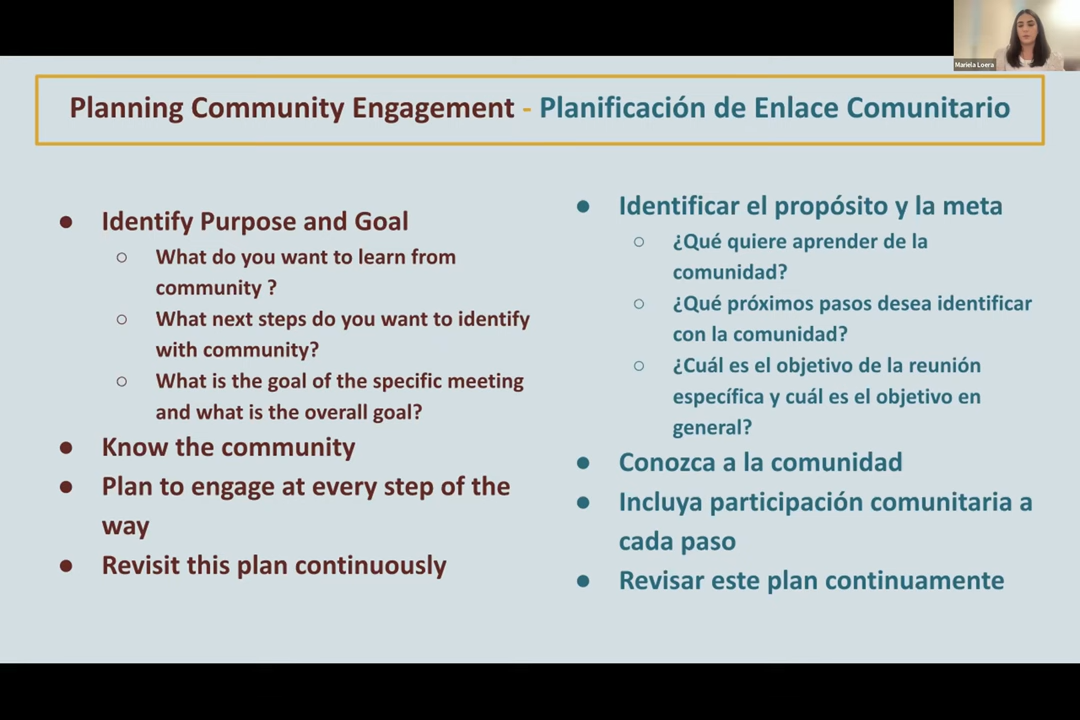 Mariela Loera
Planning Community Engagement - Planificación de Enlace Comunitario
● Identify Purpose and Goal
○ What do you want to learn from
community ?
○ What next steps do you want to identify
with community?
○ What is the goal of the specific meeting
and what is the overall goal?
● Know the community
● Plan to engage at every step of the
way
● Revisit this plan continuously
● Identificar el propósito y la meta
○ ¿Qué quiere aprender de la
comunidad?
○ ¿Qué próximos pasos desea identificar
con la comunidad?
○ ¿Cuál es el objetivo de la reunión
específica y cuál es el objetivo en
general?
● Conozca a la comunidad
● Incluya participación comunitaria a
cada paso
● Revisar este plan continuamente